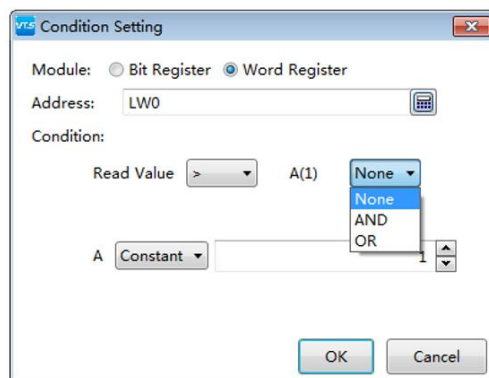 VTS Condition Setting
Module: Bit Register Word Register
Address: LW0
Condition:
Read Value > A(1) None
None
AND
OR
A Constant 1
OK Cancel